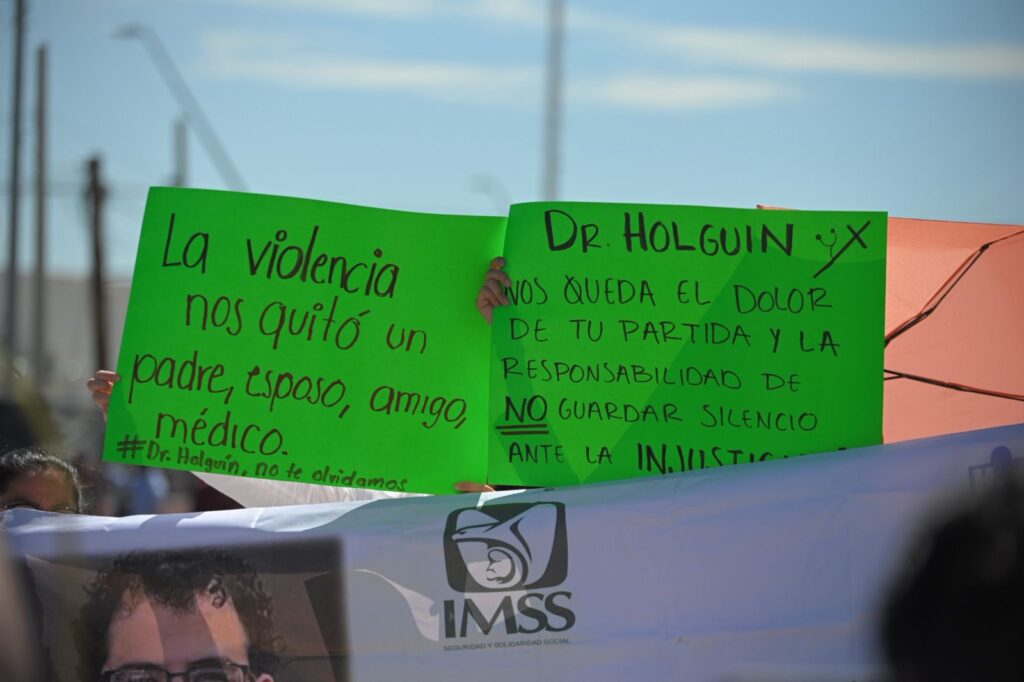 La violencia
nos quitó un
padre, esposo, amigo,
médico.
#Dr. Holguín, no te olvidamos
DR. HOLGUIN
NOS QUEDA EL DOLOR
DE TU PARTIDA Y LA
RESPONSABILIDAD DE
NO GUARDAR SILENCIO
ANTE LA
IMSS
SEGURIDAD Y SOLIDARIDAD SOCIAL